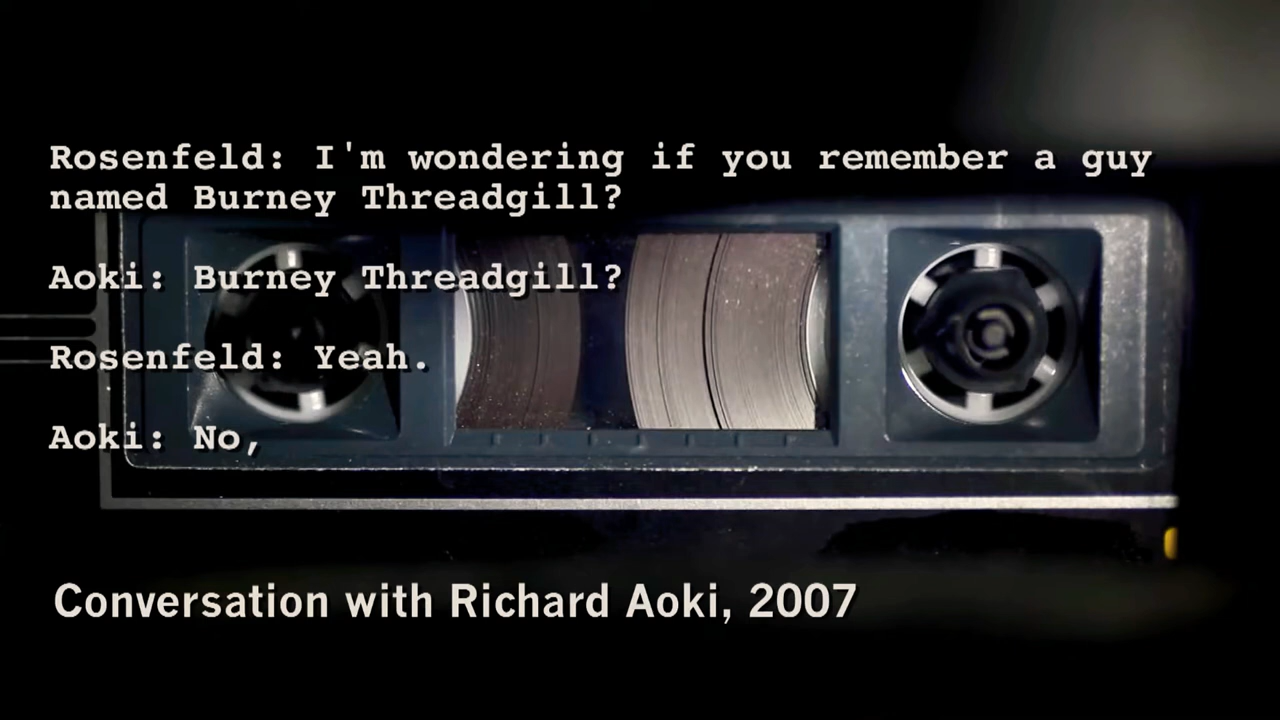 Rosenfeld: I'm wondering if you remember a guy
named Burney Threadgill?
Aoki: Burney Threadgill?
Rosenfeld: Yeah.
Aoki: No,
Conversation with Richard Aoki, 2007